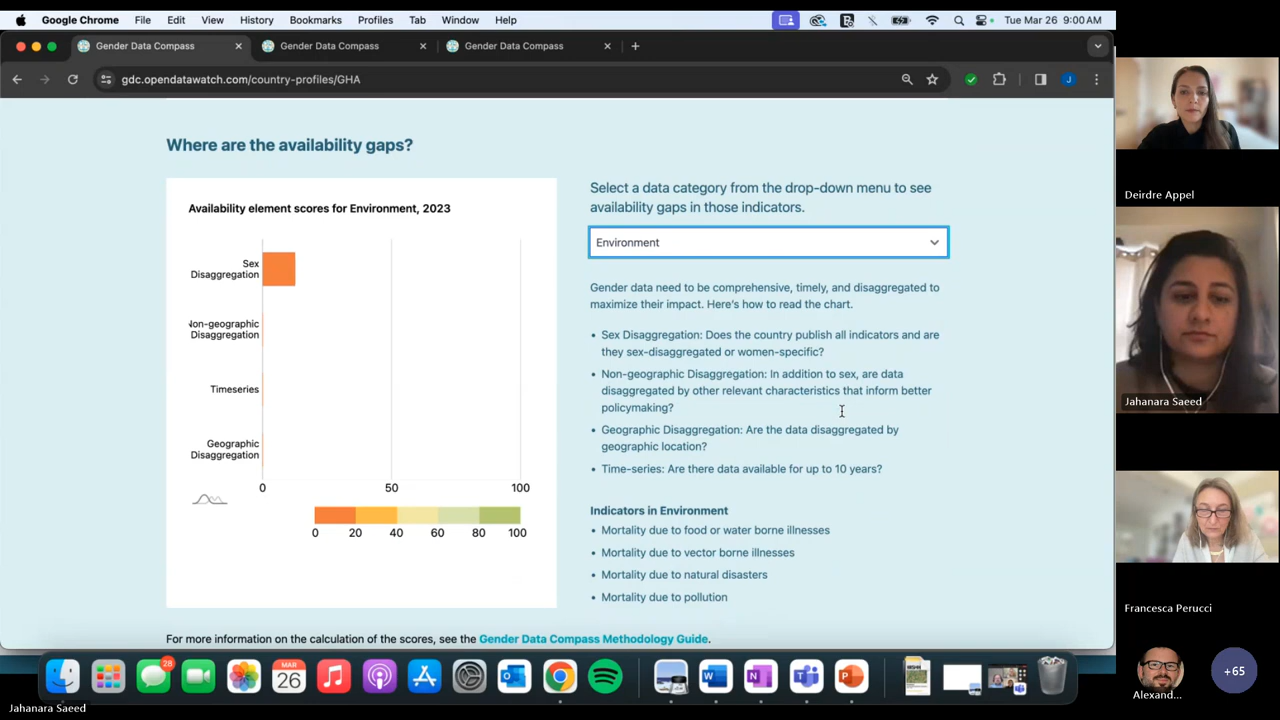 Google Chrome File Edit View History Bookmarks Profiles Tab Window Help Tue Mar 26 9:00 AM
Gender Data Compass Gender Data Compass Gender Data Compass
gdc.opendatawatch.com/country-profiles/GHA J
Where are the availability gaps?
Availability element scores for Environment, 2023
Sex
Disaggregation
Non-geographic
Disaggregation
Timeseries
Geographic
Disaggregation
0 50 100
0 20 40 60 80 100
Select a data category from the drop-down menu to see
availability gaps in those indicators.
Environment
Gender data need to be comprehensive, timely, and disaggregated to
maximize their impact. Here's how to read the chart.
• Sex Disaggregation: Does the country publish all indicators and are
they sex-disaggregated or women-specific?
• Non-geographic Disaggregation: In addition to sex, are data
disaggregated by other relevant characteristics that inform better
policymaking?
• Geographic Disaggregation: Are the data disaggregated by
geographic location?
• Time-series: Are there data available for up to 10 years?
Indicators in Environment
• Mortality due to food or water borne illnesses
• Mortality due to vector borne illnesses
• Mortality due to natural disasters
• Mortality due to pollution
For more information on the calculation of the scores, see the Gender Data Compass Methodology Guide.
28
MAR
26
Jahanara Saeed
Deirdre Appel
Jahanara Saeed
Francesca Perucci
Alexand...
+65